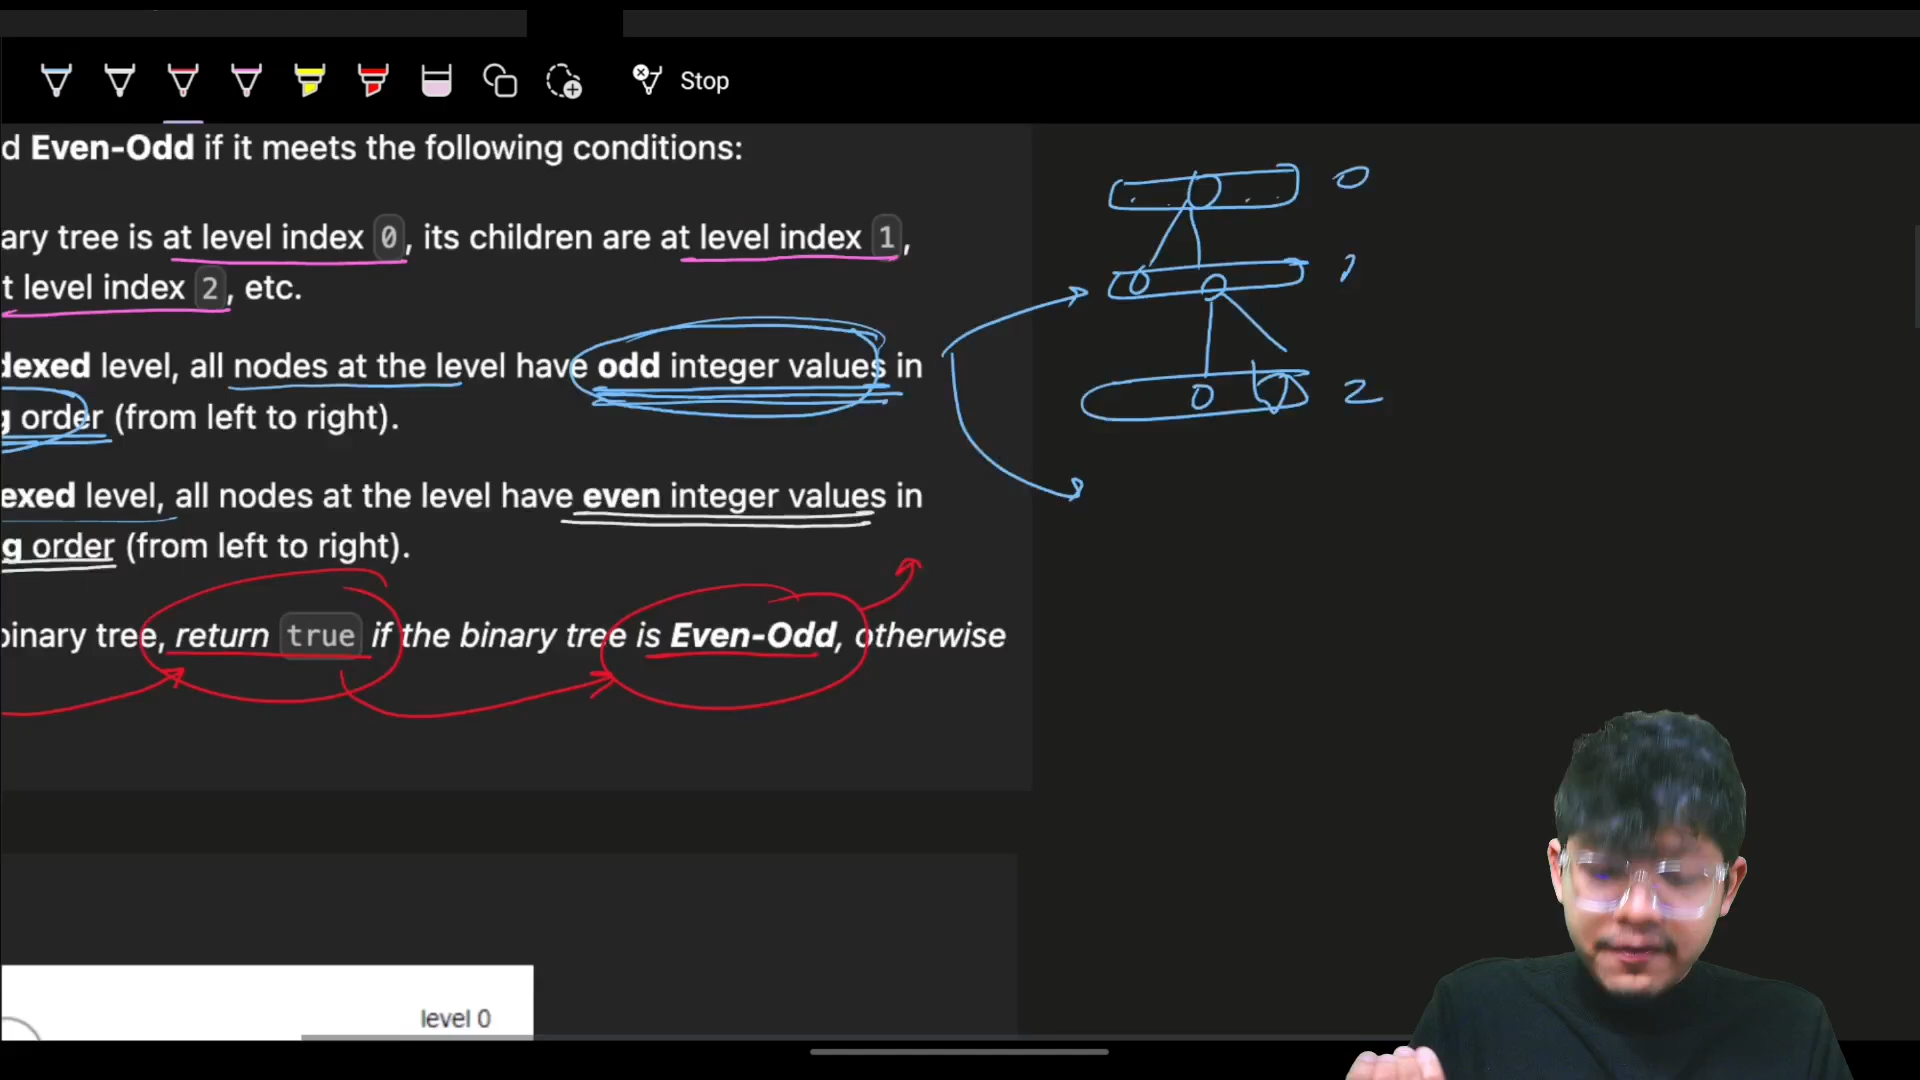 Stop
d Even-Odd if it meets the following conditions:
ary tree is at level index 0, its children are at level index 1,
t level index 2, etc.
dexed level, all nodes at the level have odd integer values in
g order (from left to right).
exed level, all nodes at the level have even integer values in
g order (from left to right).
binary tree, return true if the binary tree is Even-Odd, otherwise
0
1
2
level 0